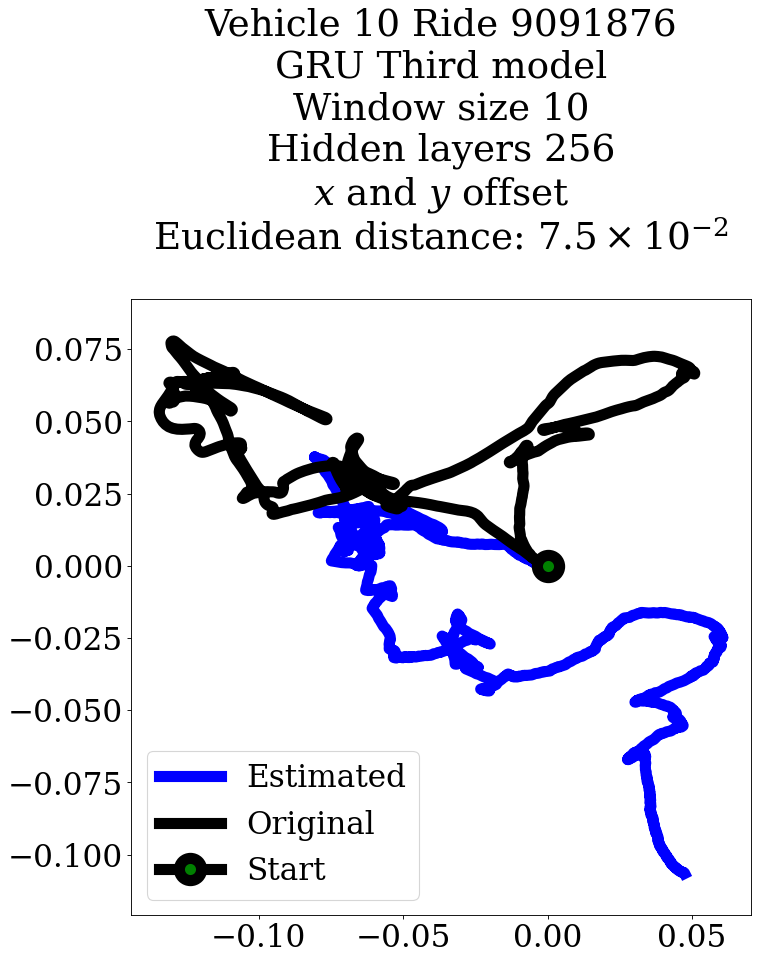 Vehicle 10 Ride 9091876
GRU Third model
Window size 10
Hidden layers 256
x and y offset
Euclidean distance: 7.5 × 10⁻²
0.075
0.050
0.025
0.000
−0.025
−0.050
−0.075
−0.100
Estimated
Original
Start
−0.10 −0.05 0.00 0.05